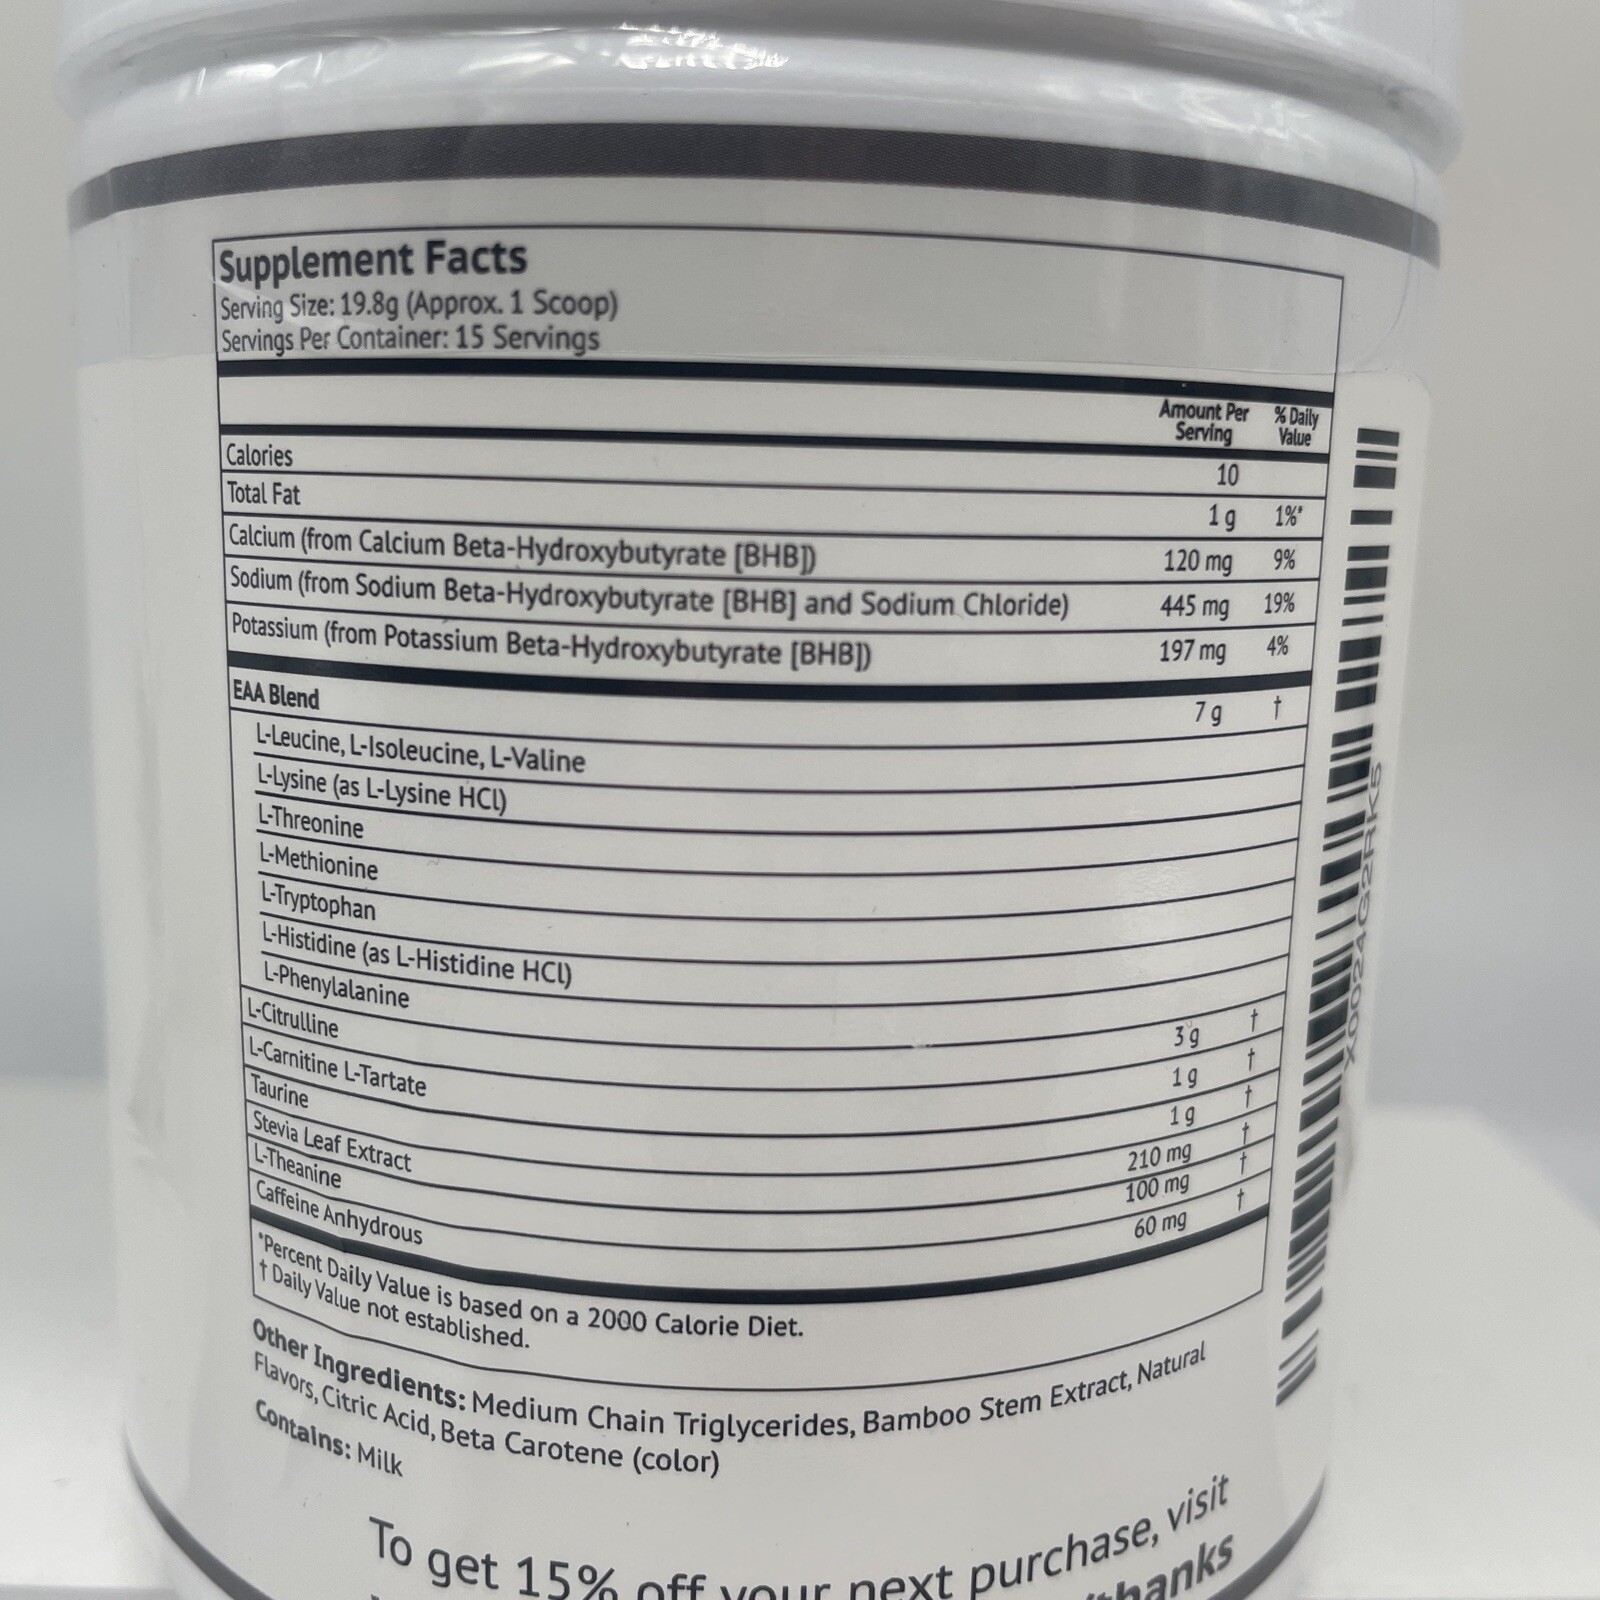 Supplement Facts
Serving Size: 19.8g (Approx. 1 Scoop)
Servings Per Container: 15 Servings
Amount Per Serving % Daily Value
Calories 10
Total Fat 1 g 1%*
Calcium (from Calcium Beta-Hydroxybutyrate [BHB]) 120 mg 9%
Sodium (from Sodium Beta-Hydroxybutyrate [BHB] and Sodium Chloride) 445 mg 19%
Potassium (from Potassium Beta-Hydroxybutyrate [BHB]) 197 mg 4%
EAA Blend 7 g †
L-Leucine, L-Isoleucine, L-Valine
L-Lysine (as L-Lysine HCl)
L-Threonine
L-Methionine
L-Tryptophan
L-Histidine (as L-Histidine HCl)
L-Phenylalanine
L-Citrulline 3 g †
L-Carnitine L-Tartate 1 g †
Taurine 1 g †
Stevia Leaf Extract 210 mg †
L-Theanine 100 mg †
Caffeine Anhydrous 60 mg †
*Percent Daily Value is based on a 2000 Calorie Diet.
† Daily Value not established.
Other Ingredients: Medium Chain Triglycerides, Bamboo Stem Extract, Natural
Flavors, Citric Acid, Beta Carotene (color)
Contains: Milk
To get 15% off your next purchase, visit
thanks
X0024G2RK5